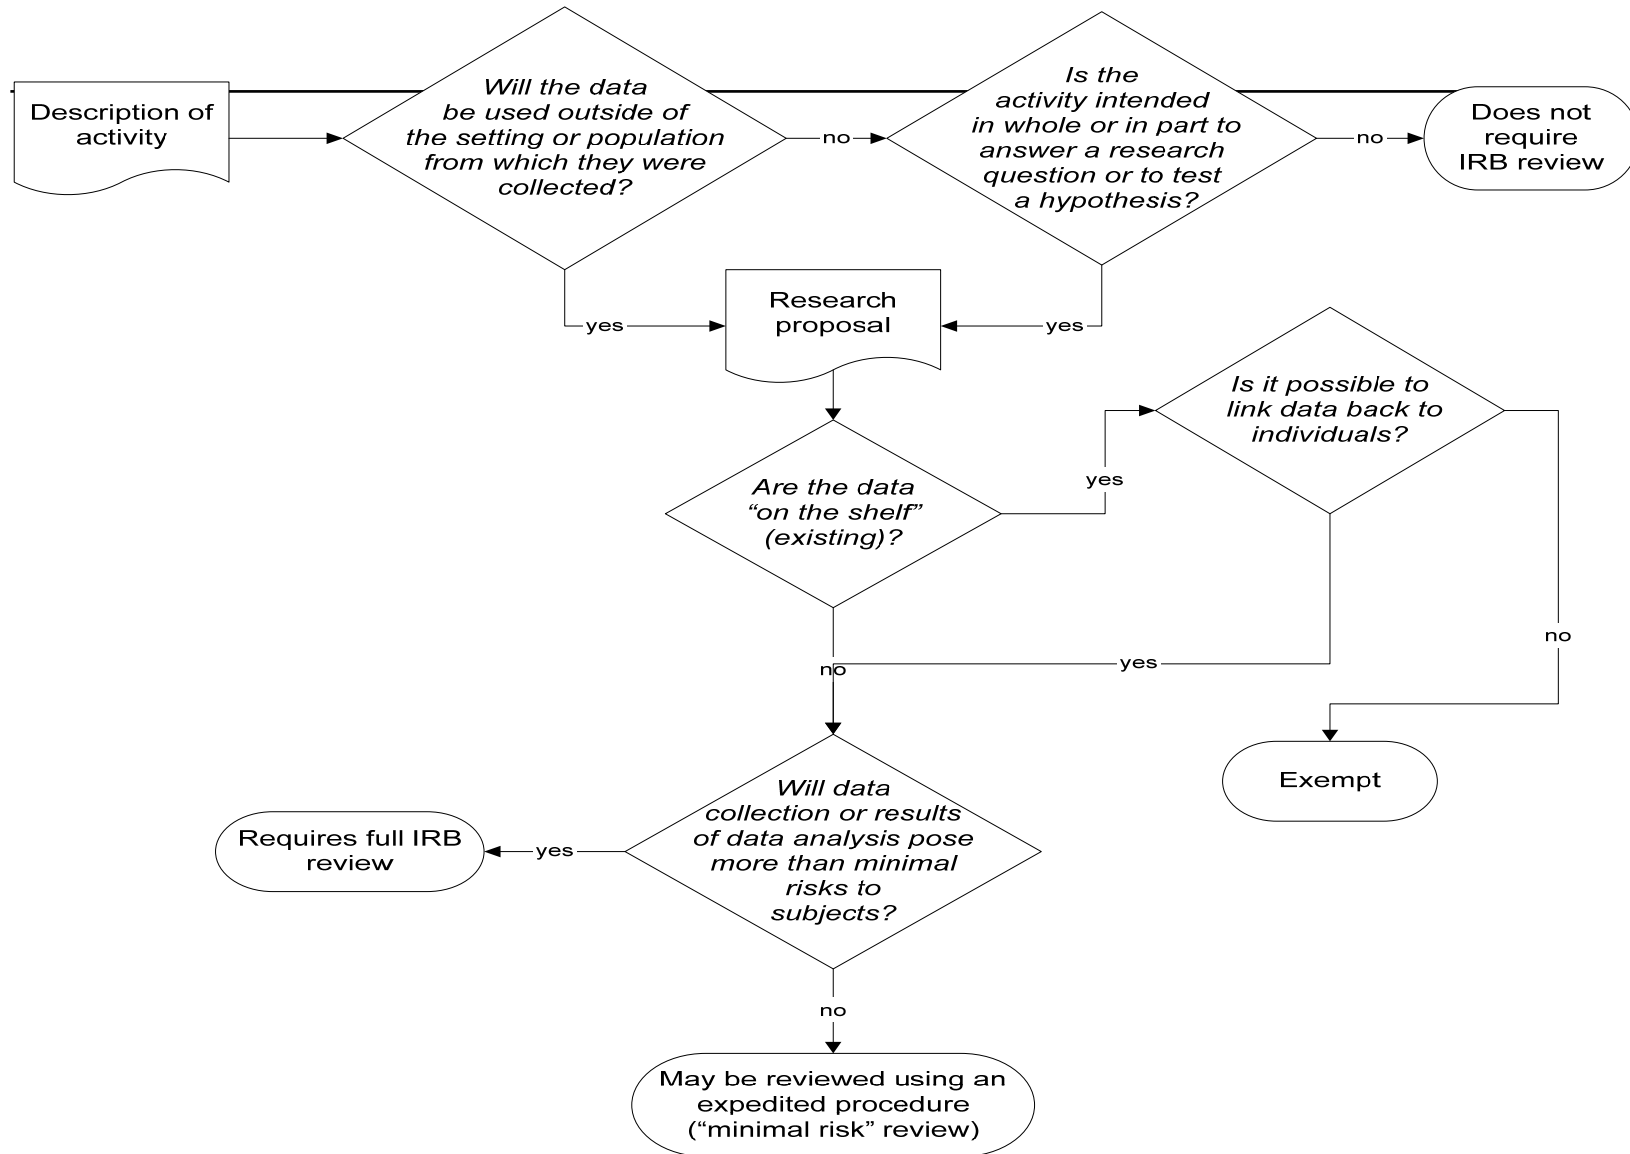 Description of
activity
Will the data
be used outside of
the setting or population
from which they were
collected?
no
Is the
activity intended
in whole or in part to
answer a research
question or to test
a hypothesis?
no
Does not
require
IRB review
yes
Research
proposal
yes
Is it possible to
link data back to
individuals?
yes
Are the data
“on the shelf”
(existing)?
no
yes
no
Exempt
Will data
collection or results
of data analysis pose
more than minimal
risks to
subjects?
yes
Requires full IRB
review
no
May be reviewed using an
expedited procedure
(“minimal risk” review)